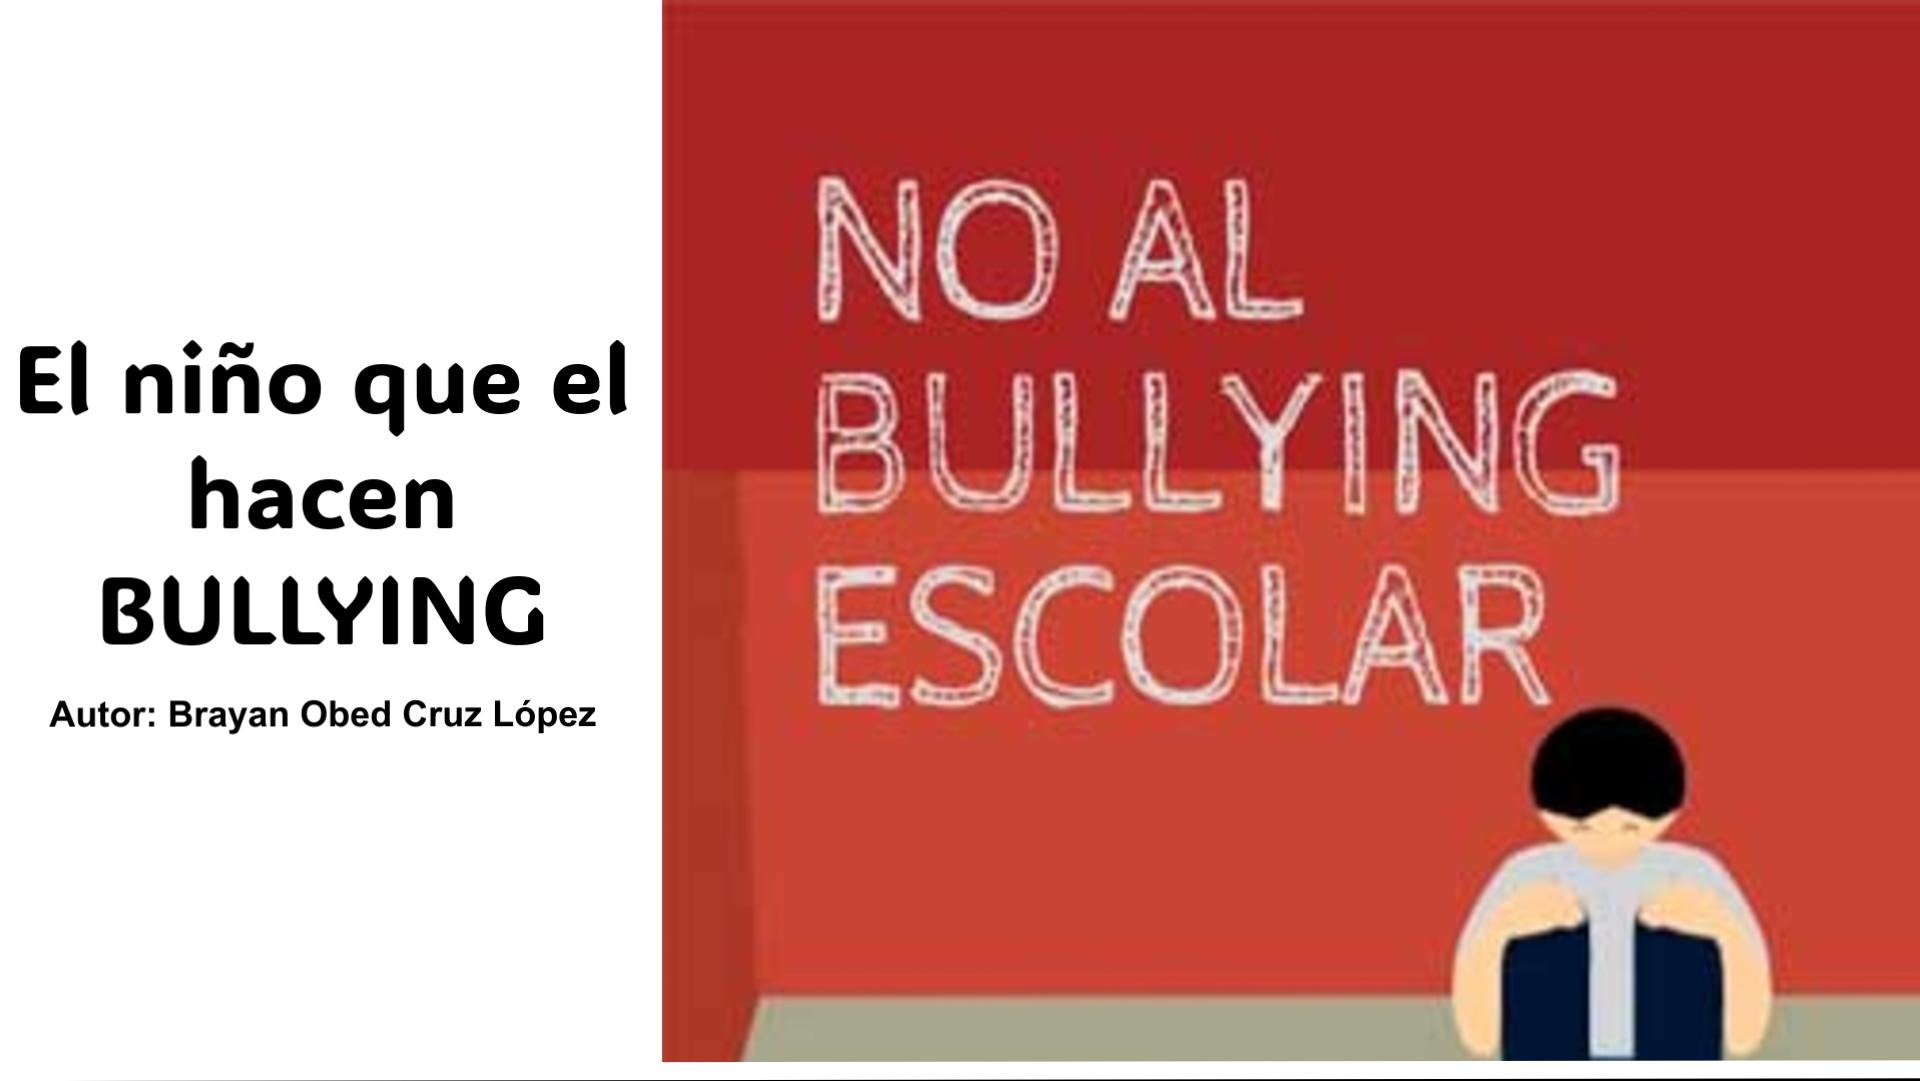 El niño que el
hacen
BULLYING
Autor: Brayan Obed Cruz López
NO AL
BULLYING
ESCOLAR